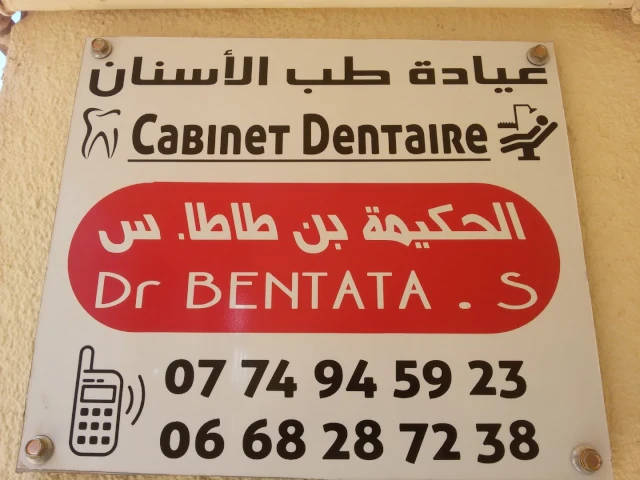 عيادة طب الأسنان
CABINET DENTAIRE
الحكيمة بن طاطا. س
Dr BENTATA . S
07 74 94 59 23
06 68 28 72 38